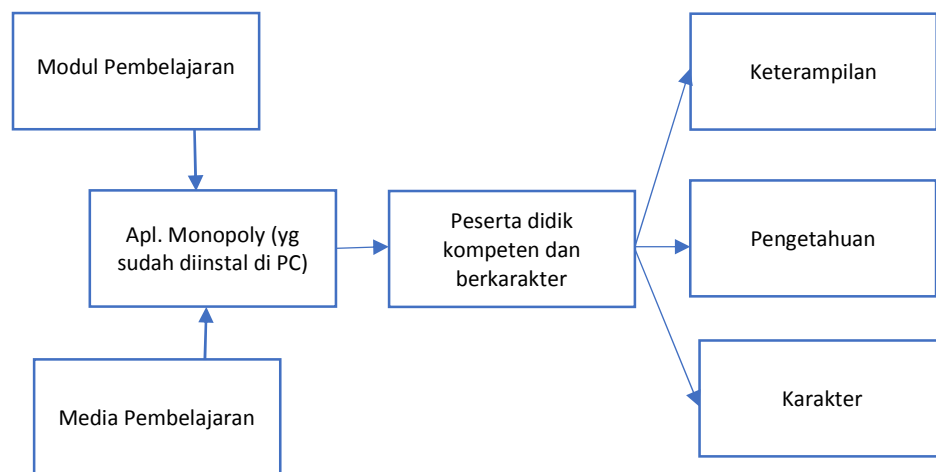 Modul Pembelajaran
Keterampilan
Apl. Monopoly (yg
sudah diinstal di PC)
Peserta didik
kompeten dan
berkarakter
Pengetahuan
Media Pembelajaran
Karakter